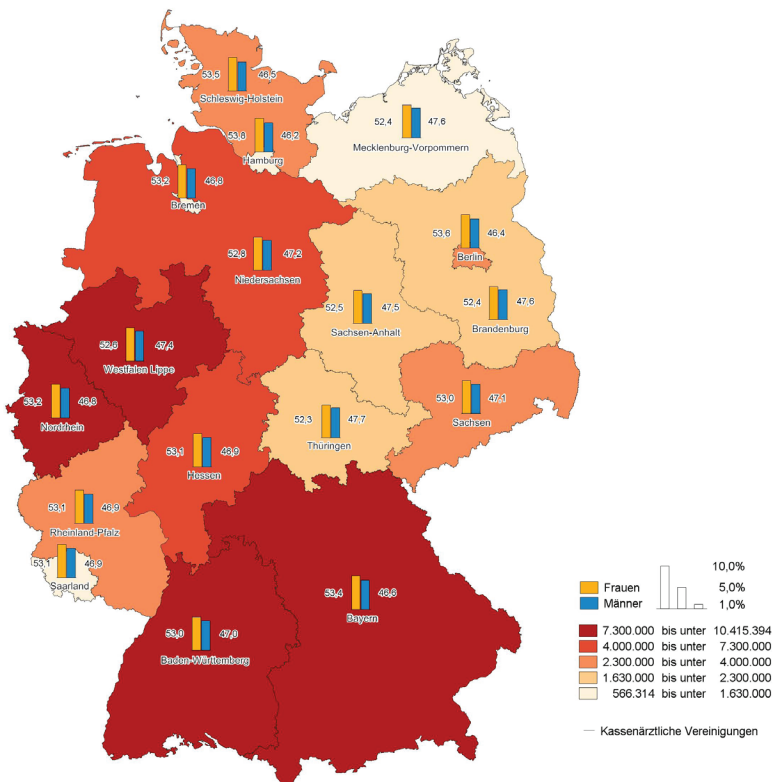 53,5 46,5
Schleswig-Holstein
53,8 46,2
Hamburg
52,4 47,6
Mecklenburg-Vorpommern
53,2 46,8
Bremen
53,6 46,4
Berlin
52,8 47,2
Niedersachsen
52,5 47,5
Sachsen-Anhalt
52,4 47,6
Brandenburg
52,6 47,4
Westfalen Lippe
53,2 46,8
Nordrhein
53,0 47,1
Sachsen
52,3 47,7
Thüringen
53,1 46,9
Hessen
53,1 46,9
Rheinland-Pfalz
53,1 46,9
Saarland
53,4 46,6
Bayern
53,0 47,0
Baden-Württemberg
Frauen
Männer
10,0%
5,0%
1,0%
7.300.000 bis unter 10.415.394
4.000.000 bis unter 7.300.000
2.300.000 bis unter 4.000.000
1.630.000 bis unter 2.300.000
566.314 bis unter 1.630.000
Kassenärztliche Vereinigungen